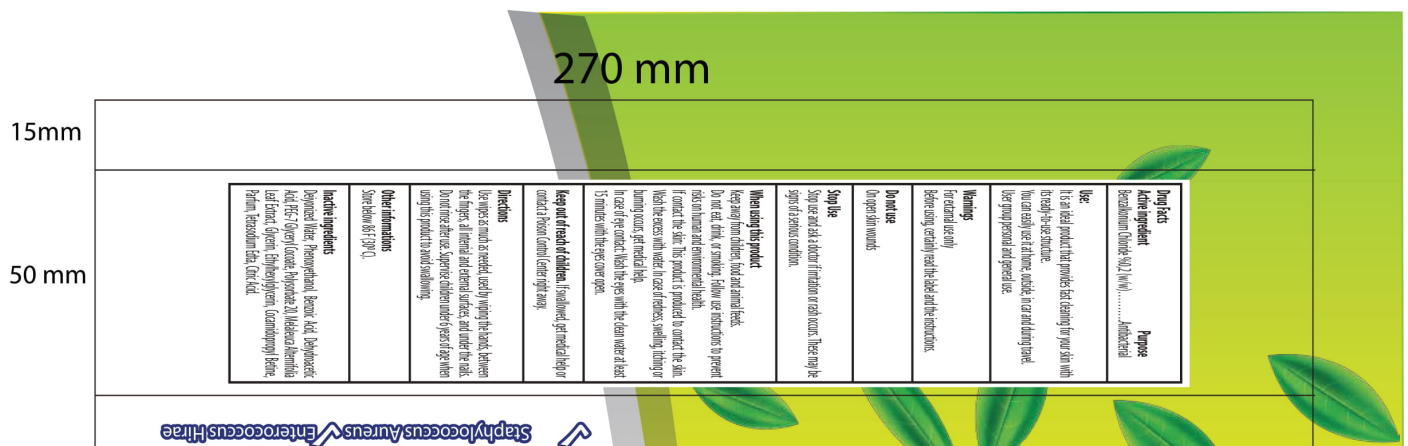 270 mm
15mm
50 mm
Drug Facts
Active ingredient Purpose
Benzalkonium Chloride %0,2 (w/w)..........Antibacterial
Use:
It is an ideal product that provides fast cleaning for your skin with
its ready-to-use structure.
You can easily use it at home, outside, in car and during travel.
User group personal and general use.
Warnings
For external use only
Before using, certainly read the label and the instructions.
Do not use
On open skin wounds
Stop Use
Stop use and ask a doctor if irritation or rash occurs. These may be
signs of a serious condition.
When using this product
Keep away from children, food and animal feeds.
Do not eat, drink, or smoking. Follow use instructions to prevent
risks on human and environmental health.
If contact the skin: This product is produced to contact the skin.
Wash the excess with water. In case of redness, swelling, itching or
burning occurs, get medical help.
In case of eye contact: Wash the eyes with the clean water at least
15 minutes with the eyes cover open.
Keep out of reach of children. If swallowed, get medical help or
contact a Poison Control Center right away.
Directions
Use wipes as much as needed, used by wiping the hands, between
the fingers, all internal and external surfaces, and under the nails.
Do not rinse after use. Supervise children under 6 years of age when
using this product to avoid swallowing.
Other informations
Store below 86 F (30° C).
Inactive ingredients
Deiyonized Water, Phenoxyethanol, Benzoic Acid, Dehydroacetic
Acid, PEG-7 Glyceryl Cocoate, Polysorbate 20, Melaleuca Alternifolia
Leaf Extract, Glycerin, Ethylhexylglycerin, Cocamidopropyl Betine,
Parfum, Tetrasodium Edta, Citric Acid.
Staphylococcus Aureus Enterococcus Hirae